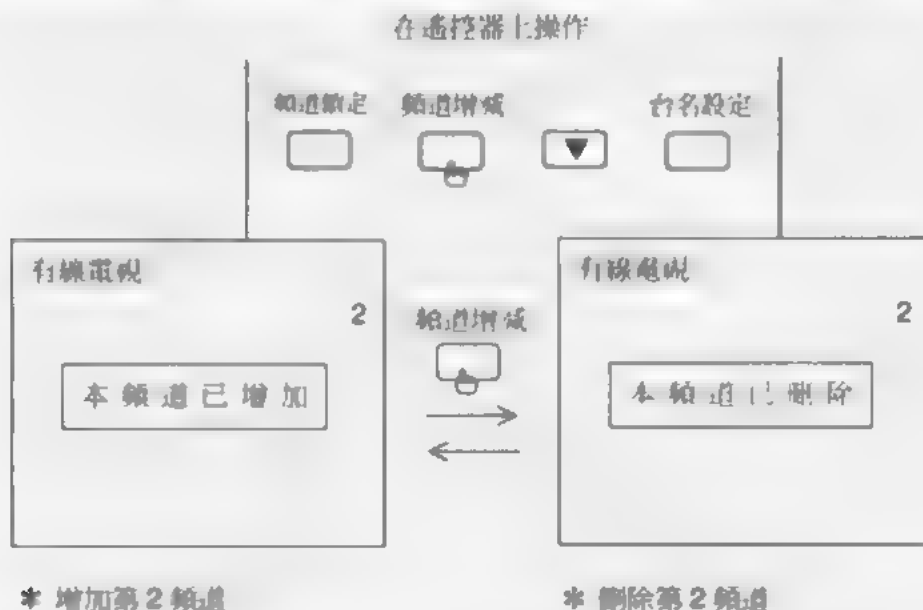 在遙控器上操作
頻道鎖定 頻道增減 ▼ 台名設定
有線電視
2
本頻道已增加
頻道增減
有線電視
2
本頻道已刪除
* 增加第2頻道
* 刪除第2頻道